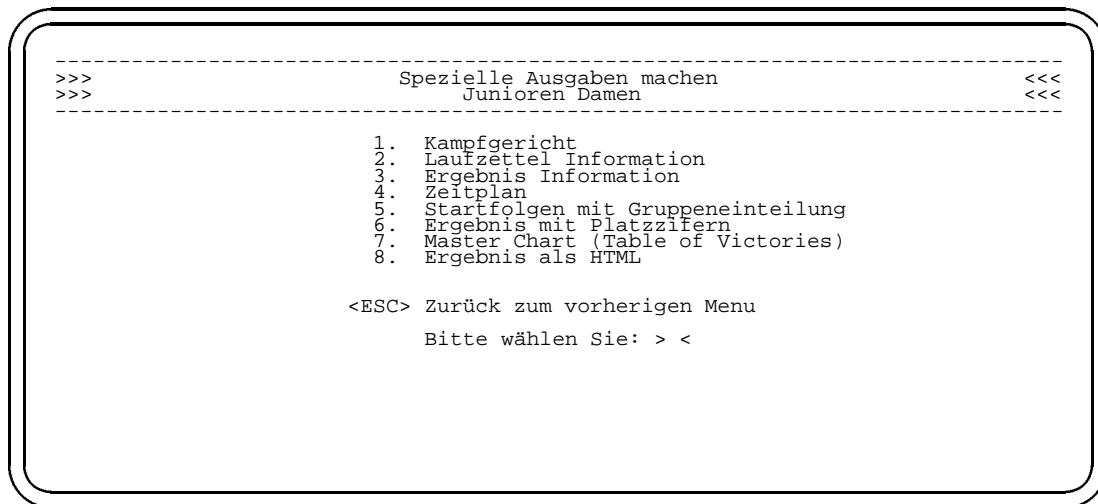 --------------------------------------------------------------------------------
>>> Spezielle Ausgaben machen <<<
>>> Junioren Damen <<<
--------------------------------------------------------------------------------
1. Kampfgericht
2. Laufzettel Information
3. Ergebnis Information
4. Zeitplan
5. Startfolgen mit Gruppeneinteilung
6. Ergebnis mit Platzzifern
7. Master Chart (Table of Victories)
8. Ergebnis als HTML
<ESC> Zurück zum vorherigen Menu
Bitte wählen Sie: > <